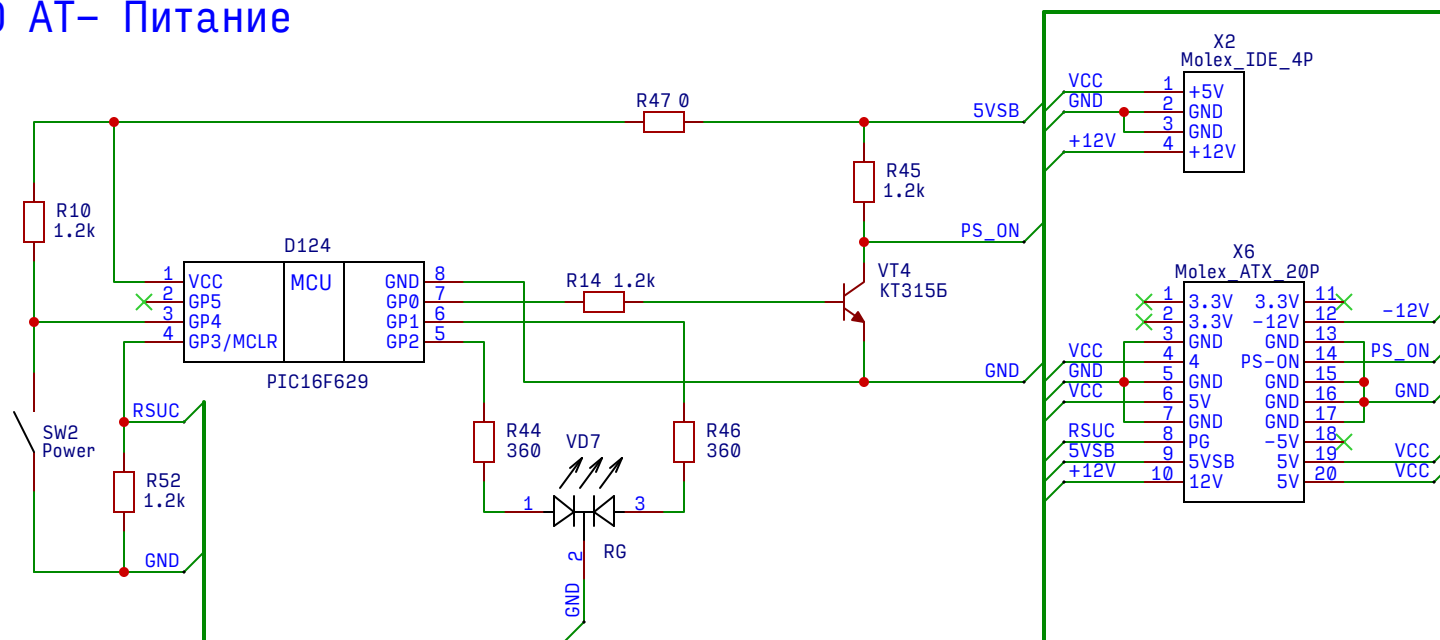 АТ– Питание
X2
Molex_IDE_4P
VCC 1 +5V
GND 2 GND
3 GND
+12V 4 +12V
R47 0
5VSB
R45
1.2k
PS_ON
R10
1.2k
D124
MCU
1 VCC
2 GP5
3 GP4
4 GP3/MCLR
GND 8
GP0 7
GP1 6
GP2 5
PIC16F629
R14 1.2k
VT4
КТ315Б
GND
X6
Molex_ATX_20P
1 3.3V 3.3V 11
2 3.3V -12V 12 -12V
3 GND GND 13
VCC 4 4 PS-ON 14 PS_ON
GND 5 GND GND 15
VCC 6 5V GND 16 GND
7 GND GND 17
RSUC 8 PG -5V 18
5VSB 9 5VSB 5V 19 VCC
+12V 10 12V 5V 20 VCC
RSUC
SW2
Power
R52
1.2k
GND
R44
360
VD7
R46
360
1
3
2
RG
GND